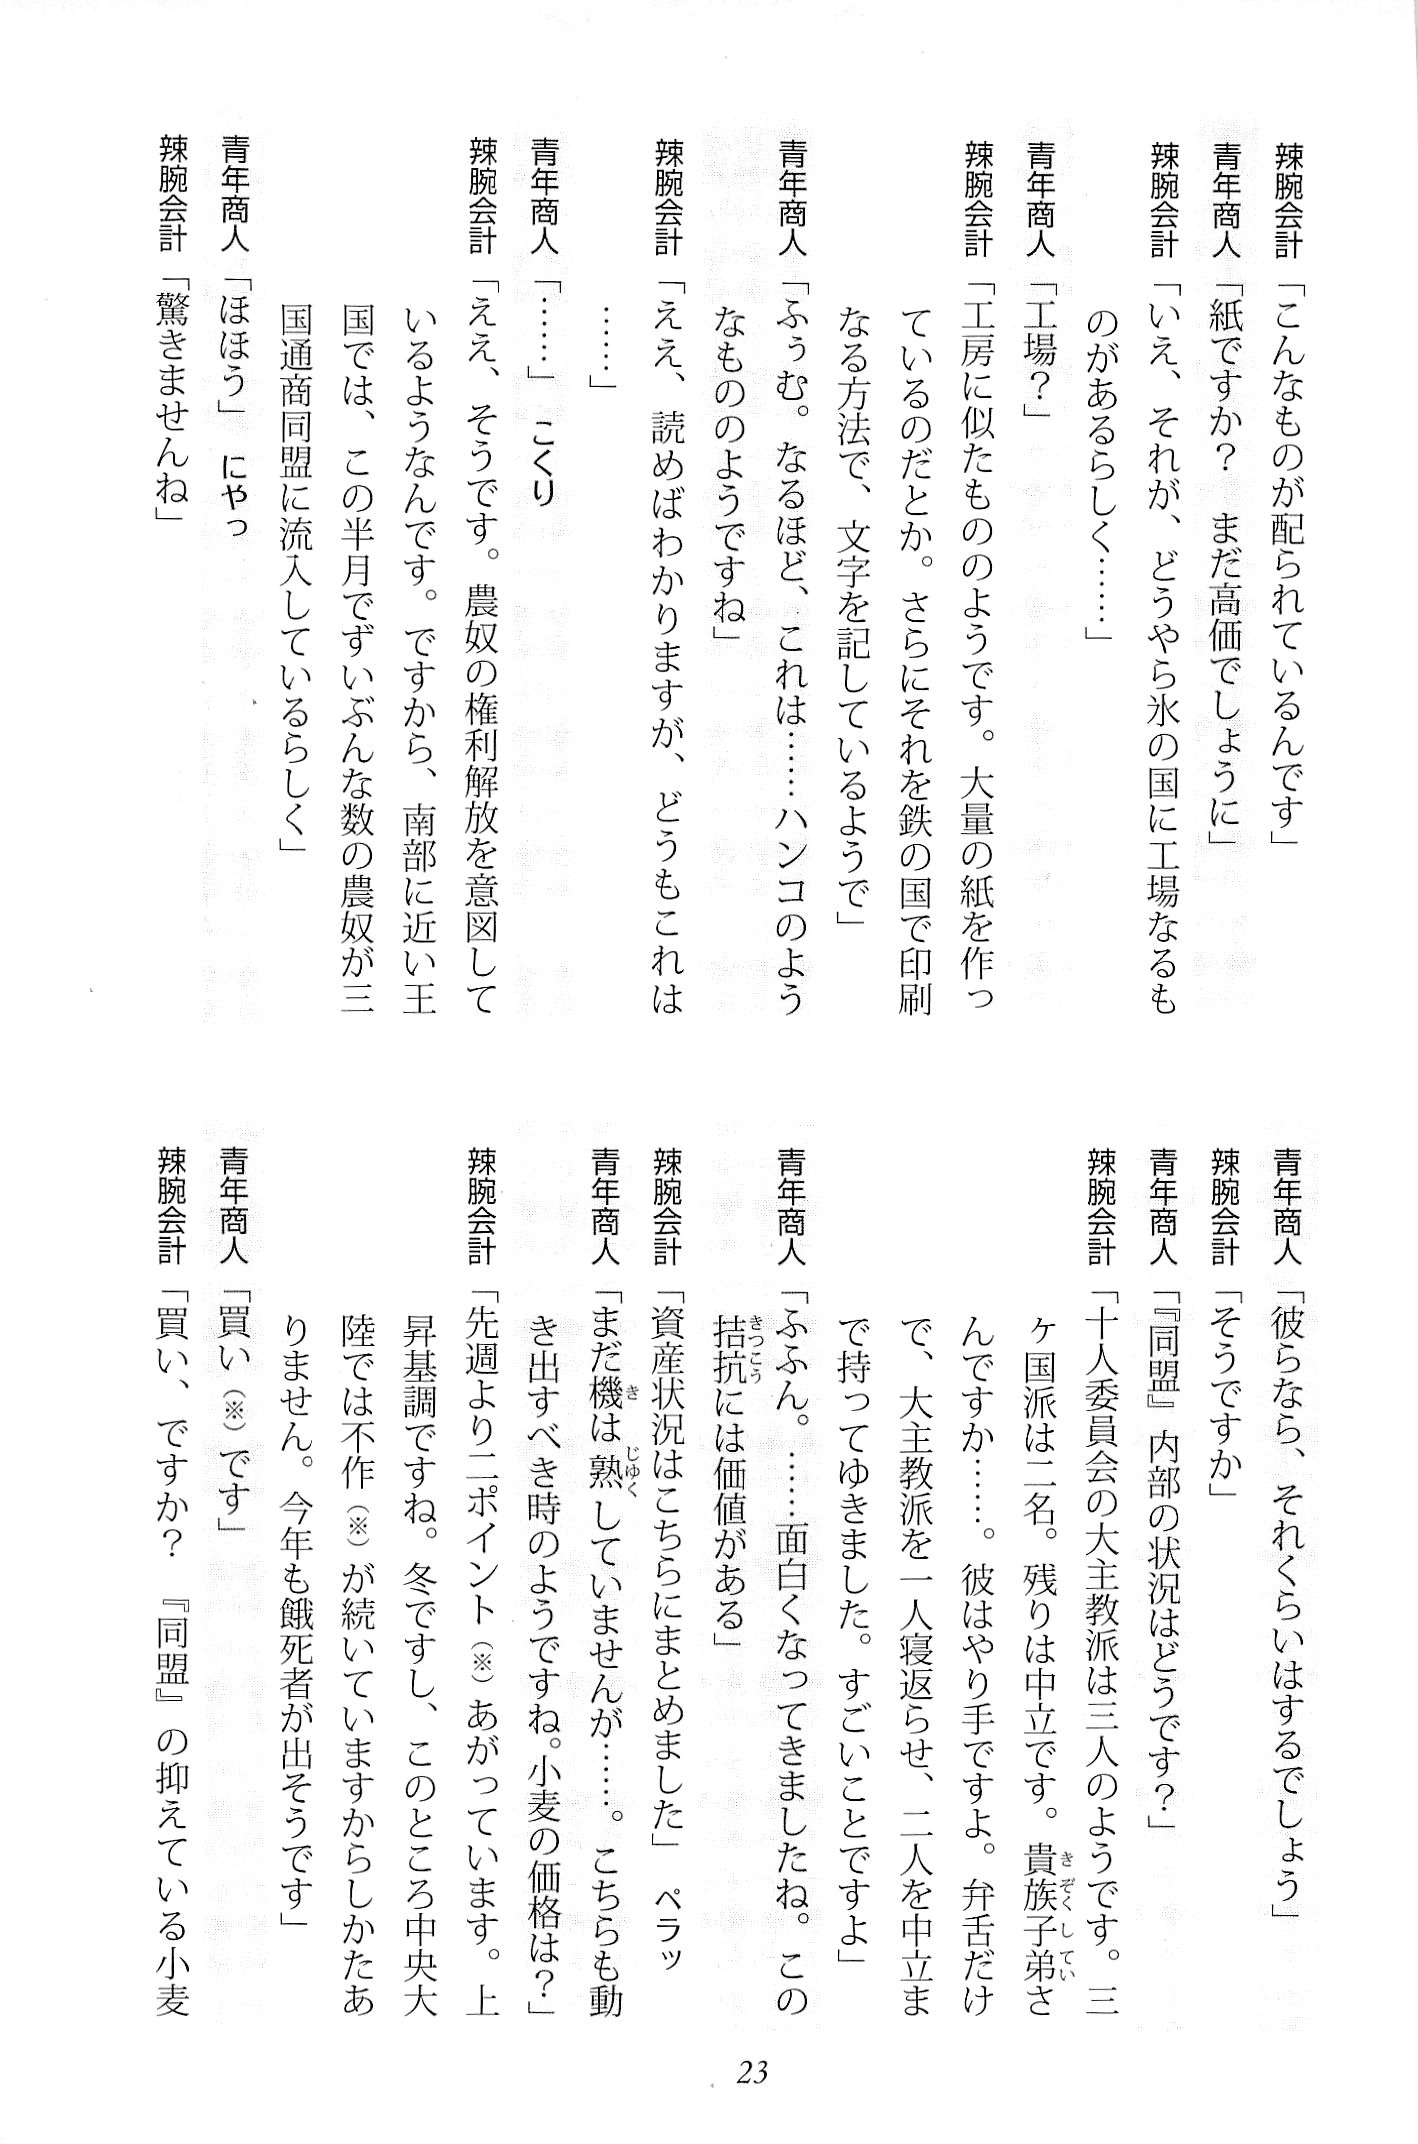 辣腕会計「こんなものが配られているんです」
青年商人「紙ですか？　まだ高価でしょうに」
辣腕会計「いえ、それが、どうやら氷の国に工場なるも
のがあるらしく……」
青年商人「工場？」
辣腕会計「工房に似たもののようです。大量の紙を作っ
ているのだとか。さらにそれを鉄の国で印刷
なる方法で、文字を記しているようで」
青年商人「ふぅむ。なるほど、これは……ハンコのよう
なもののようですね」
辣腕会計「ええ、読めばわかりますが、どうもこれは
……」
青年商人「……」　こくり
辣腕会計「ええ、そうです。農奴の権利解放を意図して
いるようなんです。ですから、南部に近い王
国では、この半月でずいぶんな数の農奴が三
国通商同盟に流入しているらしく」
青年商人「ほほう」　にやっ
辣腕会計「驚きませんね」
青年商人「彼らなら、それくらいはするでしょう」
辣腕会計「そうですか」
青年商人「『同盟』内部の状況はどうです？」
辣腕会計「十人委員会の大主教派は三人のようです。三
ヶ国派は二名。残りは中立です。貴族子弟さ
んですか……。彼はやり手ですよ。弁舌だけ
で、大主教派を一人寝返らせ、二人を中立ま
で持ってゆきました。すごいことですよ」
青年商人「ふふん。……面白くなってきましたね。この
拮抗には価値がある」
辣腕会計「資産状況はこちらにまとめました」　ペラッ
青年商人「まだ機は熟していませんが……。こちらも動
き出すべき時のようですね。小麦の価格は？」
辣腕会計「先週より二ポイント（※）あがっています。上
昇基調ですね。冬ですし、このところ中央大
陸では不作（※）が続いていますからしかたあ
りません。今年も餓死者が出そうです」
青年商人「買い（※）です」
辣腕会計「買い、ですか？　『同盟』の抑えている小麦
23